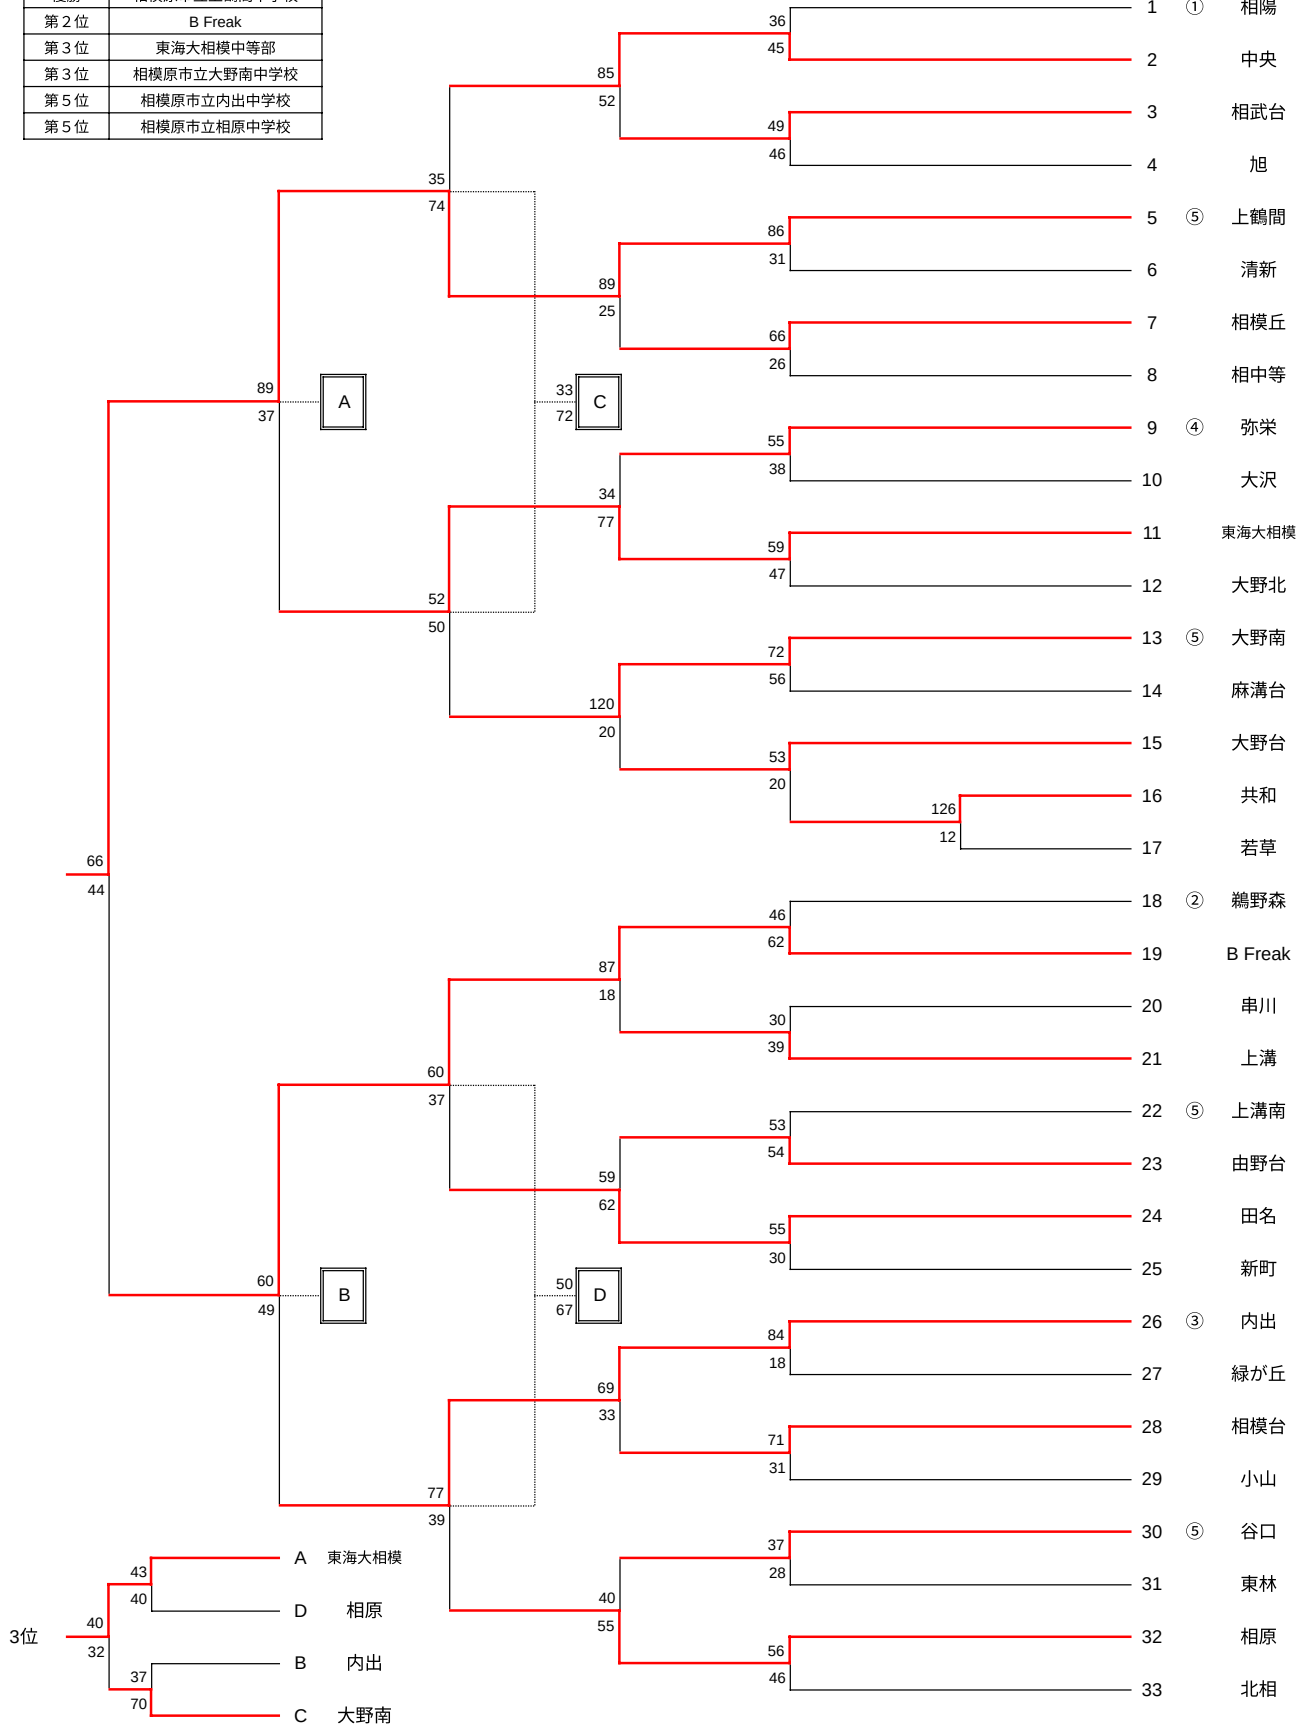 第２位 B Freak
第３位 東海大相模中等部
第３位 相模原市立大野南中学校
第５位 相模原市立内出中学校
第５位 相模原市立相原中学校
1 ① 相陽
36
45
2 中央
85
52
3 相武台
49
46
4 旭
35
74
5 ⑤ 上鶴間
86
31
6 清新
89
25
7 相模丘
66
26
8 相中等
89
37
A
33
72
C
9 ④ 弥栄
55
38
10 大沢
34
77
11 東海大相模
59
47
12 大野北
52
50
13 ⑤ 大野南
72
56
14 麻溝台
120
20
15 大野台
53
20
16 共和
126
12
17 若草
66
44
18 ② 鵜野森
46
62
19 B Freak
87
18
20 串川
30
39
21 上溝
60
37
22 ⑤ 上溝南
53
54
23 由野台
59
62
24 田名
55
30
25 新町
60
49
B
50
67
D
26 ③ 内出
84
18
27 緑が丘
69
33
28 相模台
71
31
29 小山
77
39
30 ⑤ 谷口
37
28
31 東林
40
55
32 相原
56
46
33 北相
A 東海大相模
43
40
D 相原
3位
40
32
B 内出
37
70
C 大野南